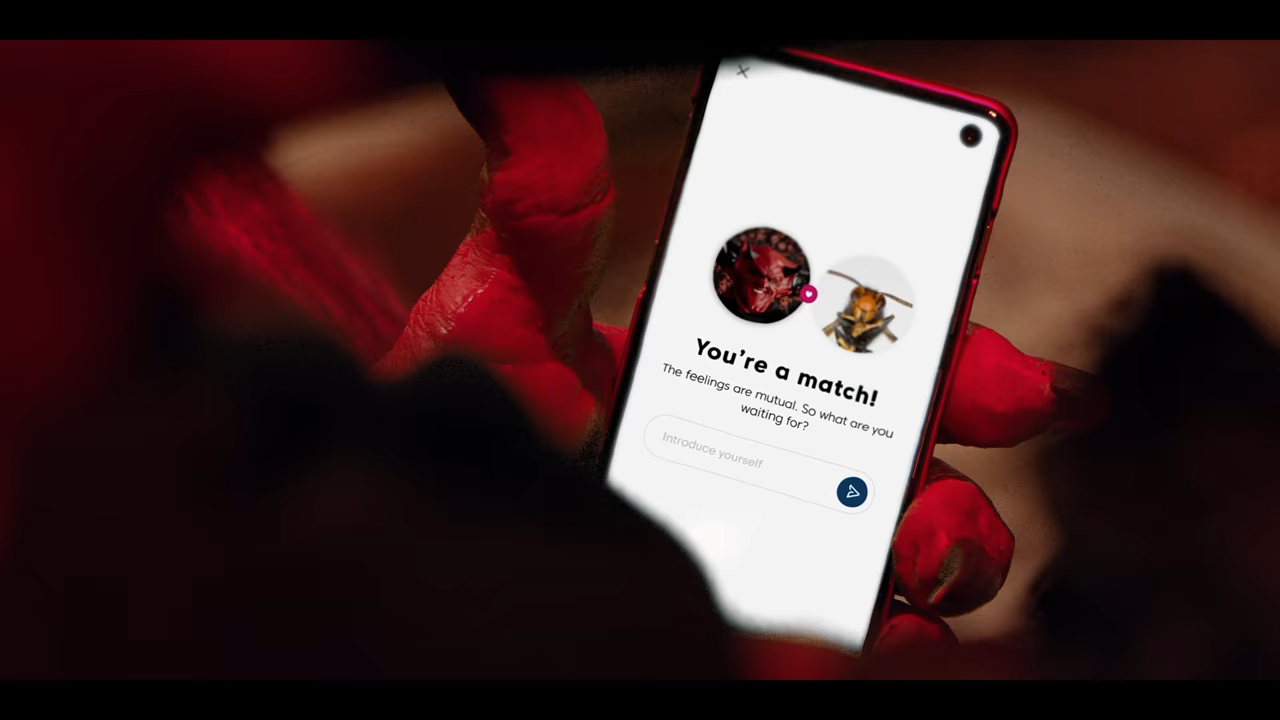 You're a match!
The feelings are mutual. So what are you
waiting for?
Introduce yourself